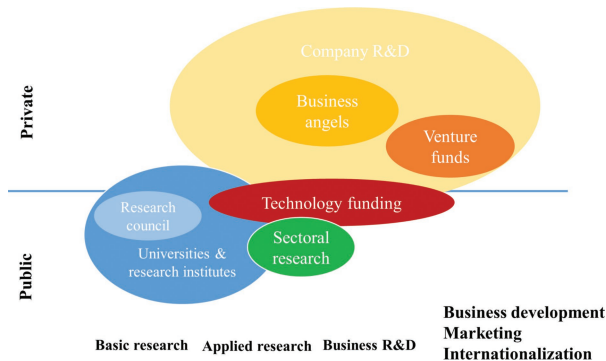 Company R&D
Private
Business
angels
Venture
funds
Technology funding
Research
council
Sectoral
research
Universities &
research institutes
Public
Business development
Marketing
Internationalization
Basic research
Applied research
Business R&D